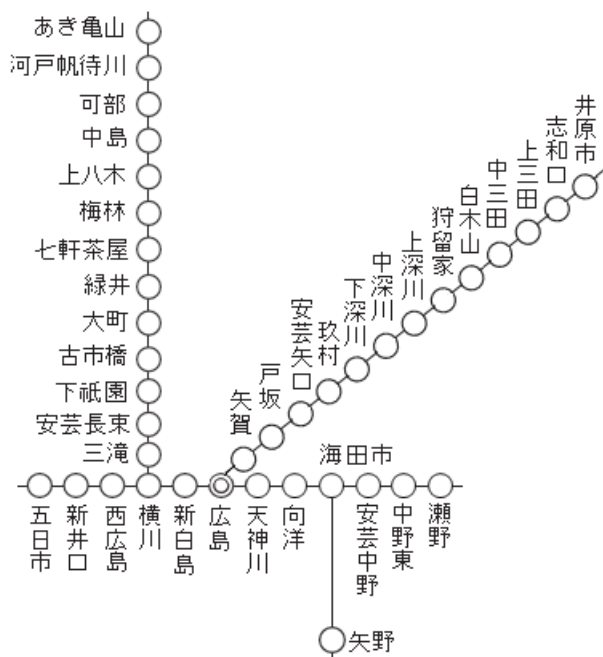 あき亀山
河戸帆待川
可部
中島
上八木
梅林
七軒茶屋
緑井
大町
古市橋
下祇園
安芸長束
三滝
井原市
志和口
上三田
中三田
白木山
狩留家
上深川
中深川
下深川
玖村
安芸矢口
戸坂
矢賀
海田市
五日市
新井口
西広島
横川
新白島
広島
天神川
向洋
安芸中野
中野東
瀬野
矢野